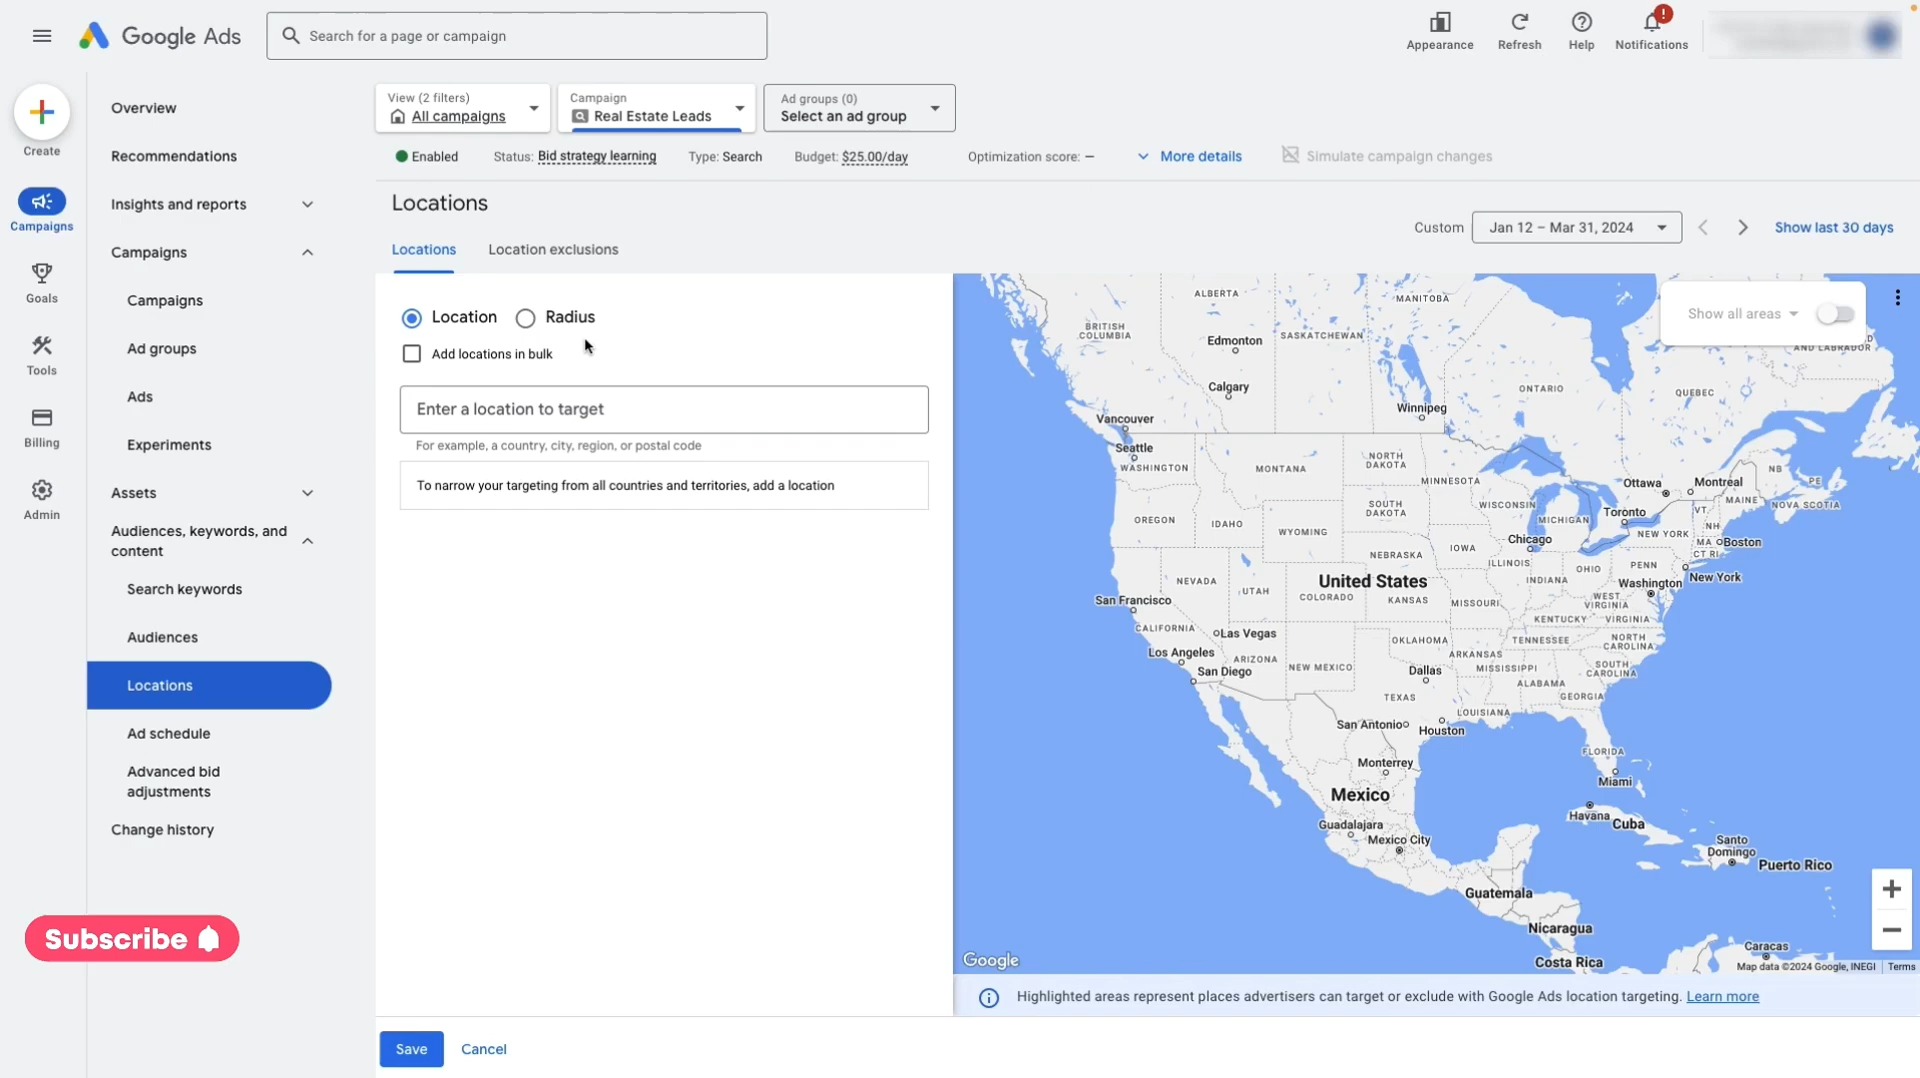 Google Ads
Search for a page or campaign
Appearance
Refresh
Help
!
Notifications
Create
Campaigns
Goals
Tools
Billing
Admin
Overview
Recommendations
Insights and reports
Campaigns
Campaigns
Ad groups
Ads
Experiments
Assets
Audiences, keywords, and
content
Search keywords
Audiences
Locations
Ad schedule
Advanced bid
adjustments
Change history
Subscribe
View (2 filters)
All campaigns
Campaign
Real Estate Leads
Ad groups (0)
Select an ad group
Enabled
Status: Bid strategy learning
Type: Search
Budget: $25.00/day
Optimization score: –
More details
Simulate campaign changes
Locations
Custom
Jan 12 – Mar 31, 2024
Show last 30 days
Locations
Location exclusions
Location
Radius
Add locations in bulk
Enter a location to target
For example, a country, city, region, or postal code
To narrow your targeting from all countries and territories, add a location
Show all areas
ALBERTA
MANITOBA
BRITISH
COLUMBIA
Edmonton
SASKATCHEWAN
AND LABRADOR
Calgary
ONTARIO
QUEBEC
Vancouver
Winnipeg
Seattle
WASHINGTON
MONTANA
NORTH
DAKOTA
MINNESOTA
Ottawa
Montreal
NB
PE
MAINE
NOVA SCOTIA
OREGON
IDAHO
WYOMING
SOUTH
DAKOTA
WISCONSIN
MICHIGAN
Toronto
VT
NH
NEW YORK
MA
Boston
CT RI
Chicago
IOWA
NEBRASKA
ILLINOIS
INDIANA
OHIO
PENN
New York
Washington
NEVADA
UTAH
United States
COLORADO
KANSAS
MISSOURI
WEST
VIRGINIA
KENTUCKY
VIRGINIA
San Francisco
CALIFORNIA
Las Vegas
OKLAHOMA
TENNESSEE
NORTH
CAROLINA
ARKANSAS
Los Angeles
ARIZONA
NEW MEXICO
MISSISSIPPI
SOUTH
CAROLINA
San Diego
Dallas
ALABAMA
GEORGIA
TEXAS
LOUISIANA
San Antonio
Houston
FLORIDA
Monterrey
Miami
Mexico
Havana
Cuba
Guadalajara
Mexico City
Santo
Domingo
Puerto Rico
Guatemala
Nicaragua
Caracas
Costa Rica
Google
Map data ©2024 Google, INEGI
Terms
Highlighted areas represent places advertisers can target or exclude with Google Ads location targeting. Learn more
Save
Cancel